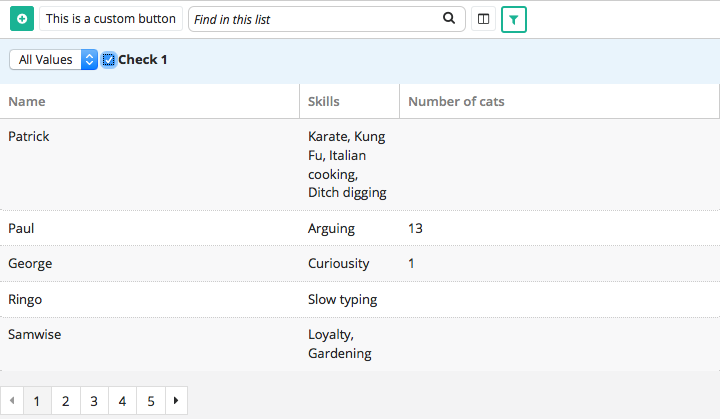 This is a custom button Find in this list
All Values Check 1
Name Skills Number of cats
Patrick Karate, Kung
Fu, Italian
cooking,
Ditch digging
Paul Arguing 13
George Curiousity 1
Ringo Slow typing
Samwise Loyalty,
Gardening
1 2 3 4 5